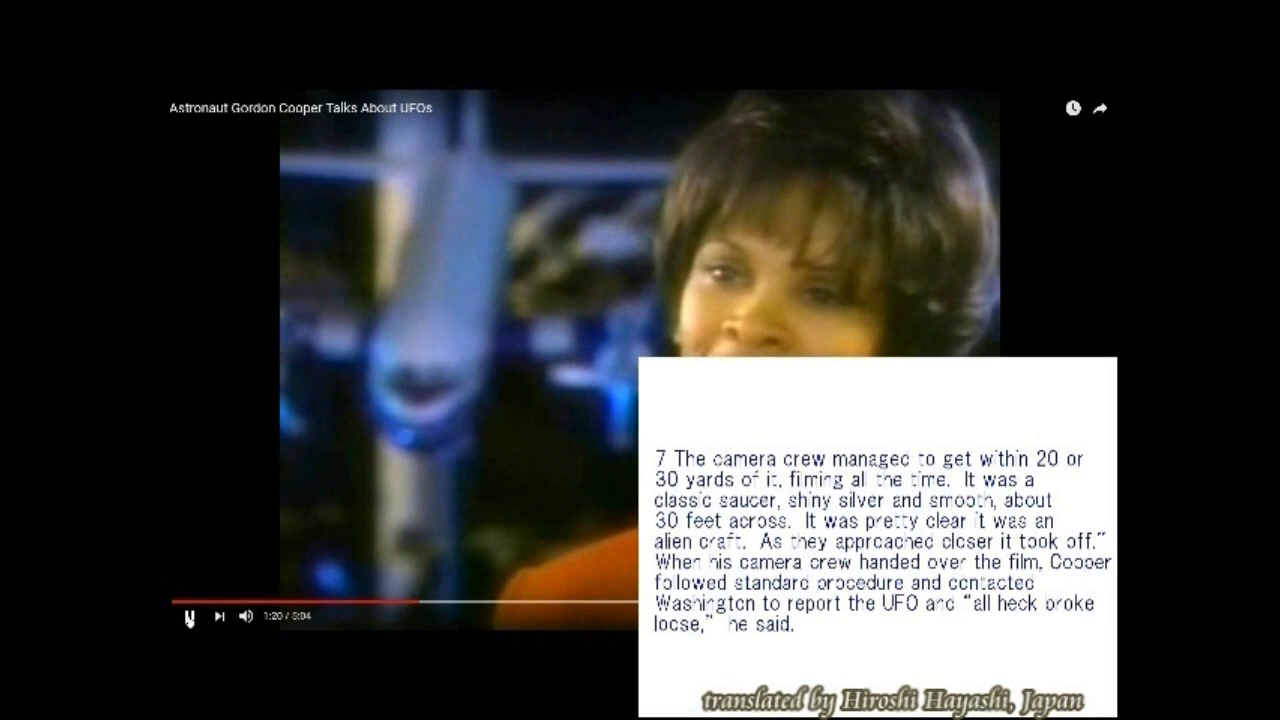 Astronaut Gordon Cooper Talks About UFOs
7 The camera crew managed to get within 20 or
30 yards of it, filming all the time. It was a
classic saucer, shiny silver and smooth, about
30 feet across. It was pretty clear it was an
alien craft. As they approached closer it took off.”
When his camera crew handed over the film, Cooper
followed standard procedure and contacted
Washington to report the UFO and “all heck broke
loose,” he said.
1:20 / 5:04
translated by Hiroshi Hayashi, Japan